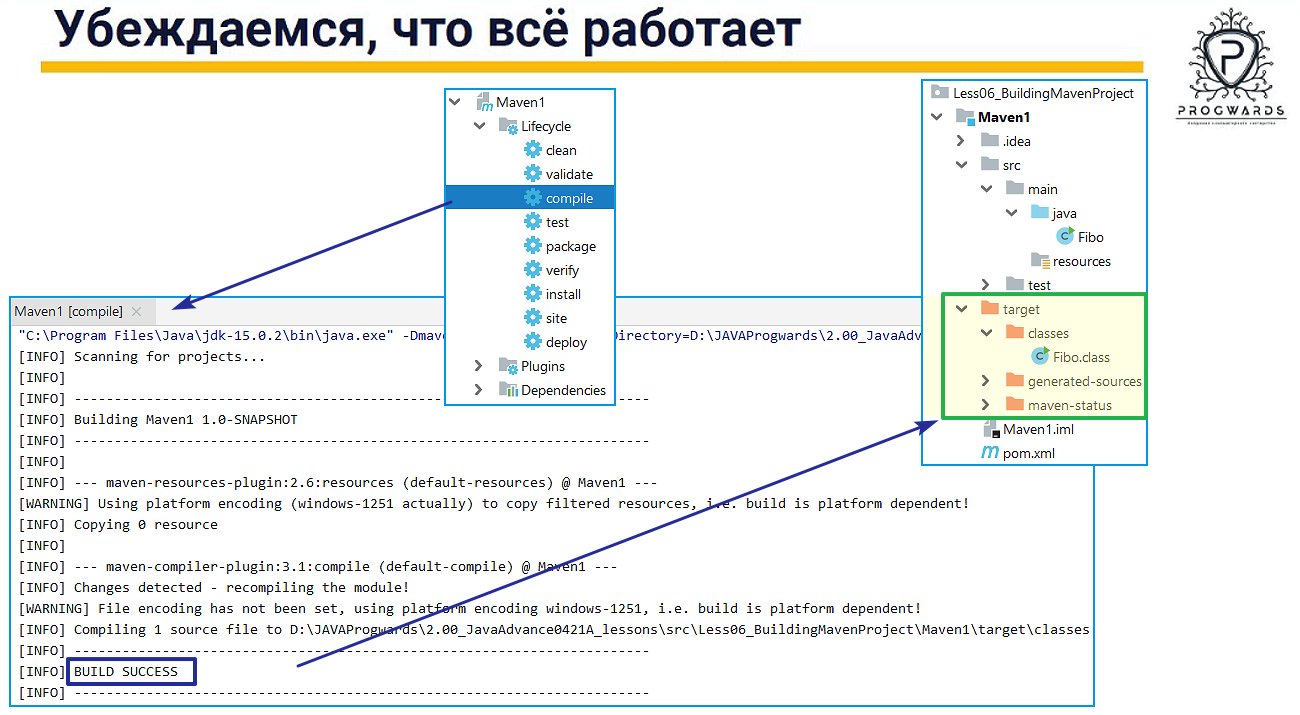 Убеждаемся, что всё работает
PROGWARDS
Maven1
Lifecycle
clean
validate
compile
test
package
verify
install
site
deploy
Plugins
Dependencies
Less06_BuildingMavenProject
Maven1
.idea
src
main
java
Fibo
resources
test
target
classes
Fibo.class
generated-sources
maven-status
Maven1.iml
pom.xml
Maven1 [compile]
"C:\Program Files\Java\jdk-15.0.2\bin\java.exe" -Dmav Directory=D:\JAVAProgwards\2.00_JavaAdv
[INFO] Scanning for projects...
[INFO]
[INFO] ------------------------------------------------------------------------
[INFO] Building Maven1 1.0-SNAPSHOT
[INFO] ------------------------------------------------------------------------
[INFO]
[INFO] --- maven-resources-plugin:2.6:resources (default-resources) @ Maven1 ---
[WARNING] Using platform encoding (windows-1251 actually) to copy filtered resources, i.e. build is platform dependent!
[INFO] Copying 0 resource
[INFO]
[INFO] --- maven-compiler-plugin:3.1:compile (default-compile) @ Maven1 ---
[INFO] Changes detected - recompiling the module!
[WARNING] File encoding has not been set, using platform encoding windows-1251, i.e. build is platform dependent!
[INFO] Compiling 1 source file to D:\JAVAProgwards\2.00_JavaAdvance0421A_lessons\src\Less06_BuildingMavenProject\Maven1\target\classes
[INFO] ------------------------------------------------------------------------
[INFO] BUILD SUCCESS
[INFO] ------------------------------------------------------------------------